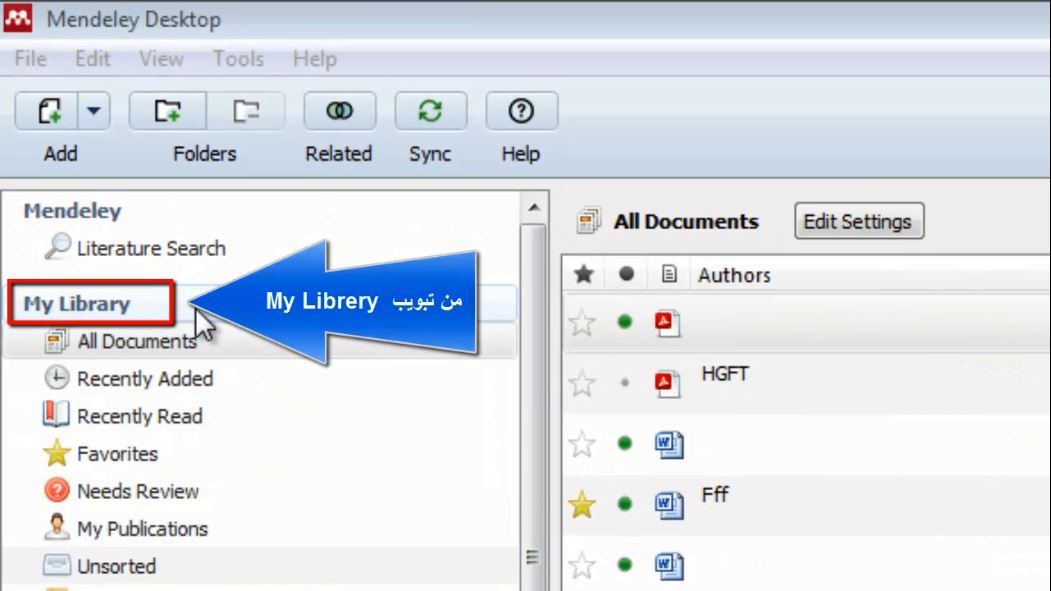 Mendeley Desktop
File Edit View Tools Help
Add Folders Related Sync Help
Mendeley
Literature Search
My Library
من تبويب My Librery
All Documents
Recently Added
Recently Read
Favorites
Needs Review
My Publications
Unsorted
All Documents Edit Settings
Authors
HGFT
Fff